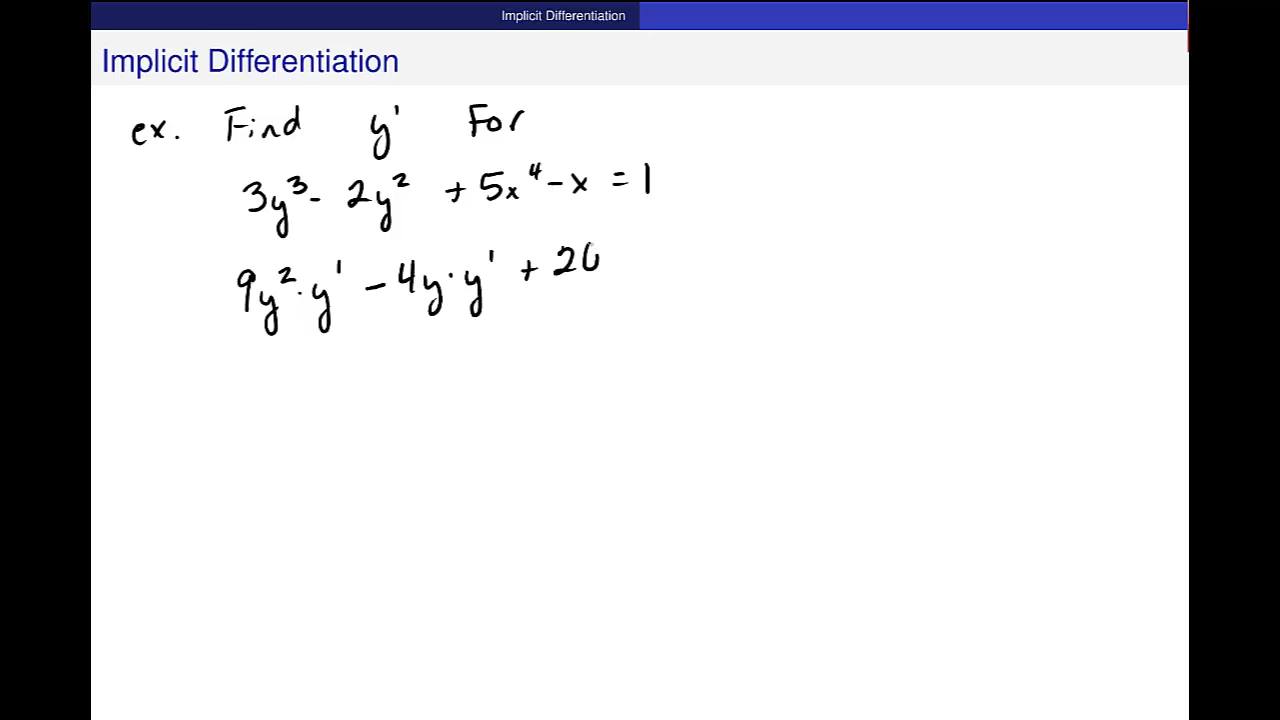 Implicit Differentiation
Implicit Differentiation
ex. Find y' For
3y³ - 2y² + 5x⁴ - x = 1
9y² · y' - 4y · y' + 20